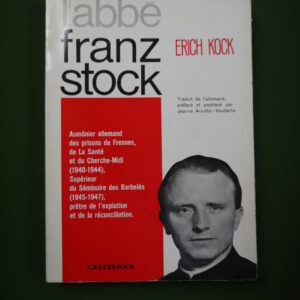 l'abbé
franz
stock
ERICH KOCK
Traduit de l'allemand,
préfacé et postfacé par
Jeanne Ancelet-Hustache
Aumônier allemand
des prisons de Fresnes,
de La Santé
et du Cherche-Midi
(1940-1944),
Supérieur
du Séminaire des Barbelés
(1945-1947),
prêtre de l'expiation
et de la réconciliation.
CASTERMAN